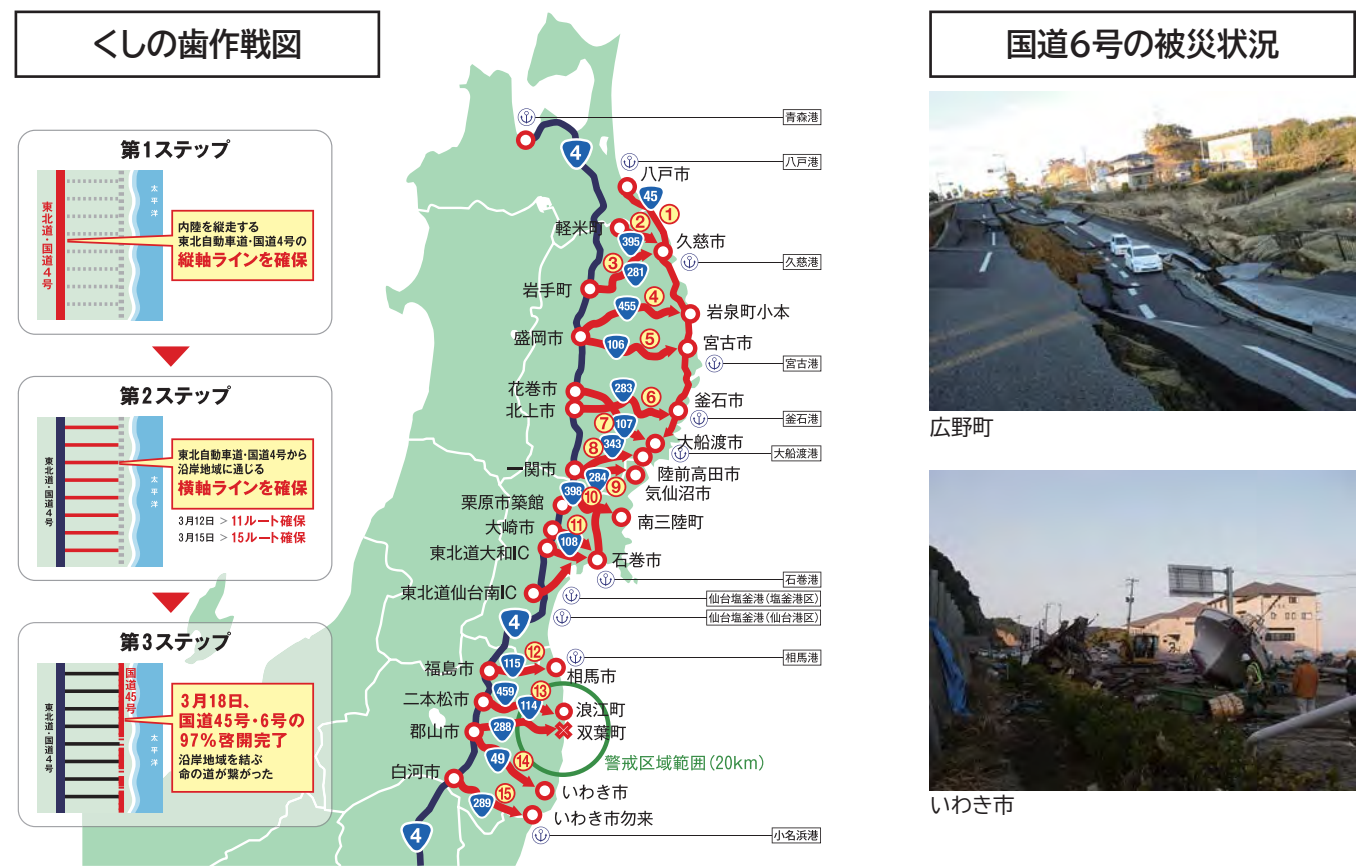 くしの歯作戦図
第1ステップ
東北道・国道4号
太平洋
内陸を縦走する
東北自動車道・国道4号の
縦軸ラインを確保
第2ステップ
東北道・国道4号
太平洋
東北自動車道・国道4号から
沿岸地域に通じる
横軸ラインを確保
3月12日 > 11ルート確保
3月15日 > 15ルート確保
第3ステップ
東北道・国道4号
国道45号
太平洋
3月18日、
国道45号・6号の
97%啓開完了
沿岸地域を結ぶ
命の道が繋がった
青森港
4
八戸港
八戸市
45
①
軽米町
②
395
久慈市
久慈港
③
281
岩手町
④
455
岩泉町小本
盛岡市
106
⑤
宮古市
宮古港
花巻市
283
⑥
北上市
釜石市
釜石港
⑦
107
大船渡市
大船渡港
⑧
343
一関市
284
⑨
陸前高田市
気仙沼市
398
⑩
栗原市築館
南三陸町
大崎市
⑪
108
東北道大和IC
石巻市
石巻港
東北道仙台南IC
仙台塩釜港(塩釜港区)
仙台塩釜港(仙台港区)
4
⑫
115
相馬港
福島市
相馬市
二本松市
459
⑬
114
浪江町
郡山市
288
双葉町
49
⑭
警戒区域範囲(20km)
白河市
289
⑮
いわき市
いわき市勿来
小名浜港
4
国道6号の被災状況
広野町
いわき市